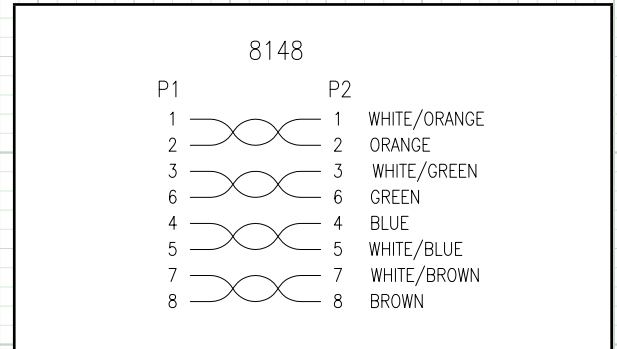 8148
P1 P2
1 1 WHITE/ORANGE
2 2 ORANGE
3 3 WHITE/GREEN
6 6 GREEN
4 4 BLUE
5 5 WHITE/BLUE
7 7 WHITE/BROWN
8 8 BROWN